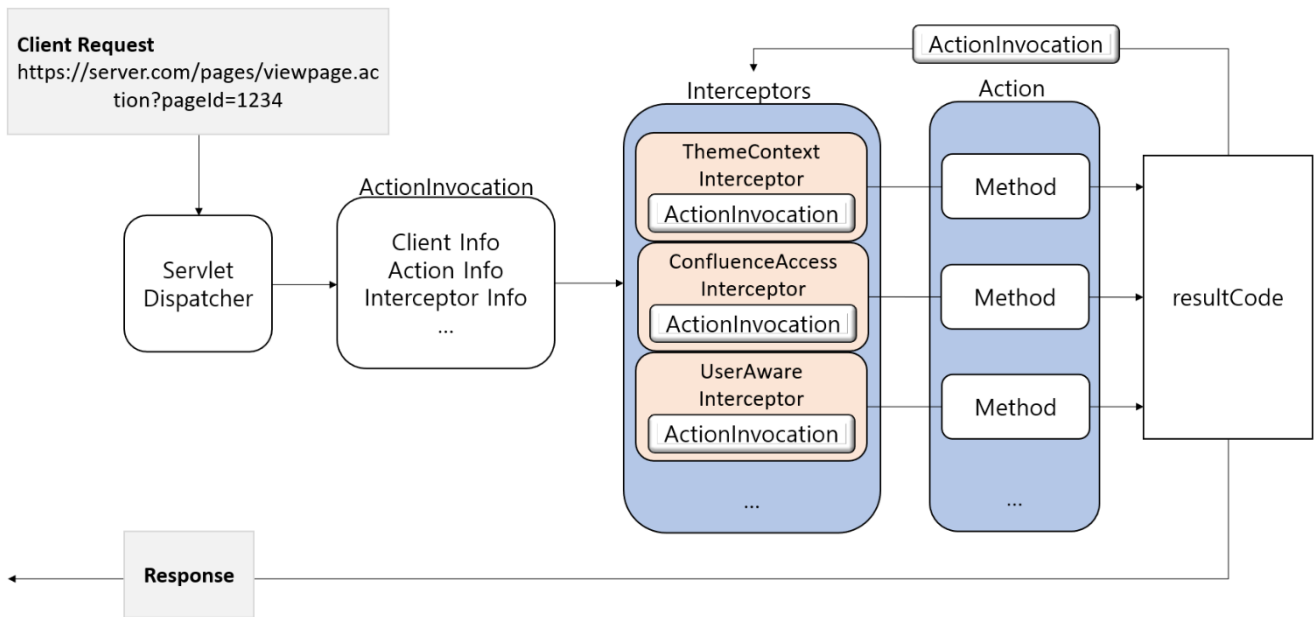 Client Request
https://server.com/pages/viewpage.ac
tion?pageId=1234
Servlet
Dispatcher
ActionInvocation
Client Info
Action Info
Interceptor Info
...
ActionInvocation
Interceptors
ThemeContext
Interceptor
ActionInvocation
ConfluenceAccess
Interceptor
ActionInvocation
UserAware
Interceptor
ActionInvocation
...
Action
Method
Method
Method
...
resultCode
Response